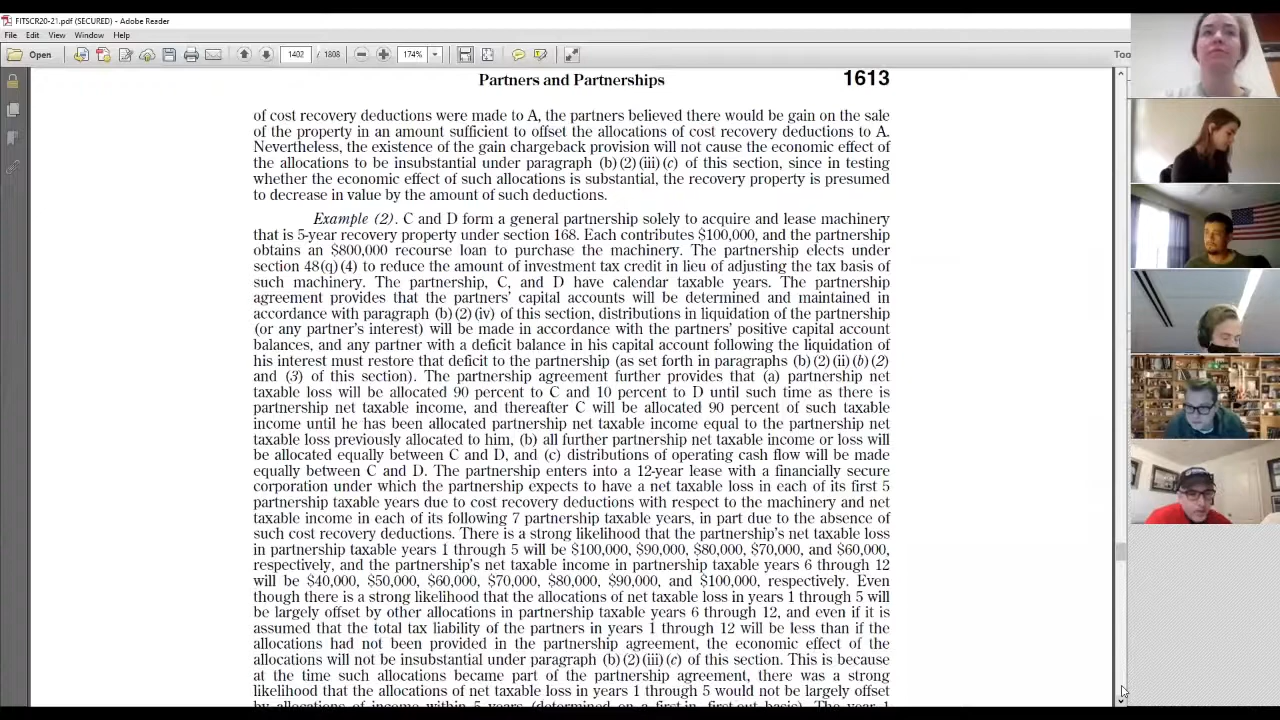 FITSCR20-21.pdf (SECURED) - Adobe Reader
File Edit View Window Help
Open 1402 / 1808 174% Too
Partners and Partnerships 1613
of cost recovery deductions were made to A, the partners believed there would be gain on the sale
of the property in an amount sufficient to offset the allocations of cost recovery deductions to A.
Nevertheless, the existence of the gain chargeback provision will not cause the economic effect of
the allocations to be insubstantial under paragraph (b)(2)(iii)(c) of this section, since in testing
whether the economic effect of such allocations is substantial, the recovery property is presumed
to decrease in value by the amount of such deductions.
Example (2). C and D form a general partnership solely to acquire and lease machinery
that is 5-year recovery property under section 168. Each contributes $100,000, and the partnership
obtains an $800,000 recourse loan to purchase the machinery. The partnership elects under
section 48(q)(4) to reduce the amount of investment tax credit in lieu of adjusting the tax basis of
such machinery. The partnership, C, and D have calendar taxable years. The partnership
agreement provides that the partners' capital accounts will be determined and maintained in
accordance with paragraph (b)(2)(iv) of this section, distributions in liquidation of the partnership
(or any partner's interest) will be made in accordance with the partners' positive capital account
balances, and any partner with a deficit balance in his capital account following the liquidation of
his interest must restore that deficit to the partnership (as set forth in paragraphs (b)(2)(ii)(b)(2)
and (3) of this section). The partnership agreement further provides that (a) partnership net
taxable loss will be allocated 90 percent to C and 10 percent to D until such time as there is
partnership net taxable income, and thereafter C will be allocated 90 percent of such taxable
income until he has been allocated partnership net taxable income equal to the partnership net
taxable loss previously allocated to him, (b) all further partnership net taxable income or loss will
be allocated equally between C and D, and (c) distributions of operating cash flow will be made
equally between C and D. The partnership enters into a 12-year lease with a financially secure
corporation under which the partnership expects to have a net taxable loss in each of its first 5
partnership taxable years due to cost recovery deductions with respect to the machinery and net
taxable income in each of its following 7 partnership taxable years, in part due to the absence of
such cost recovery deductions. There is a strong likelihood that the partnership's net taxable loss
in partnership taxable years 1 through 5 will be $100,000, $90,000, $80,000, $70,000, and $60,000,
respectively, and the partnership's net taxable income in partnership taxable years 6 through 12
will be $40,000, $50,000, $60,000, $70,000, $80,000, $90,000, and $100,000, respectively. Even
though there is a strong likelihood that the allocations of net taxable loss in years 1 through 5 will
be largely offset by other allocations in partnership taxable years 6 through 12, and even if it is
assumed that the total tax liability of the partners in years 1 through 12 will be less than if the
allocations had not been provided in the partnership agreement, the economic effect of the
allocations will not be insubstantial under paragraph (b)(2)(iii)(c) of this section. This is because
at the time such allocations became part of the partnership agreement, there was a strong
likelihood that the allocations of net taxable loss in years 1 through 5 would not be largely offset
by allocations of income within 5 years (determined on a first-in, first-out basis). The year 1